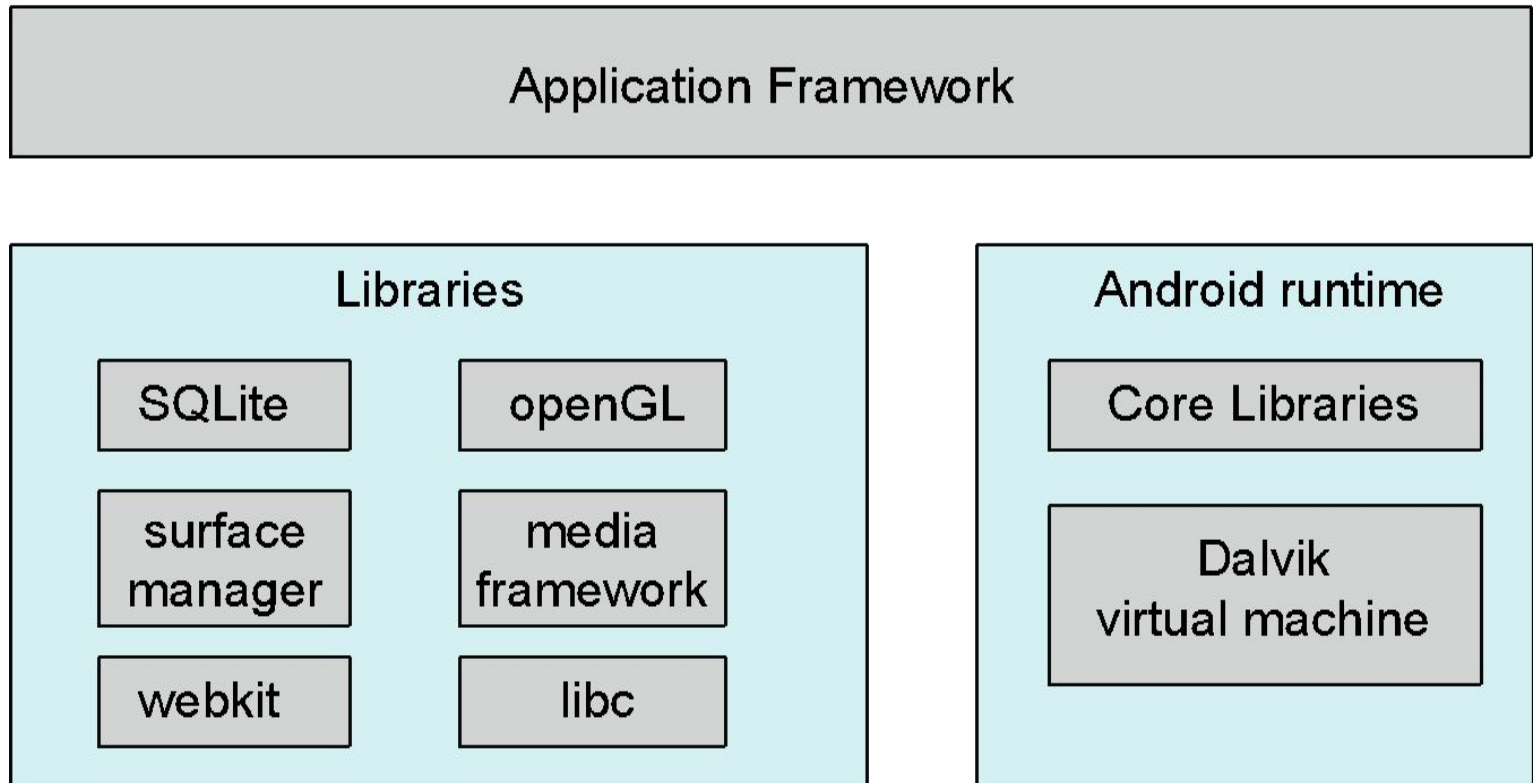 Application Framework
Libraries
SQLite
openGL
surface
manager
media
framework
webkit
libc
Android runtime
Core Libraries
Dalvik
virtual machine